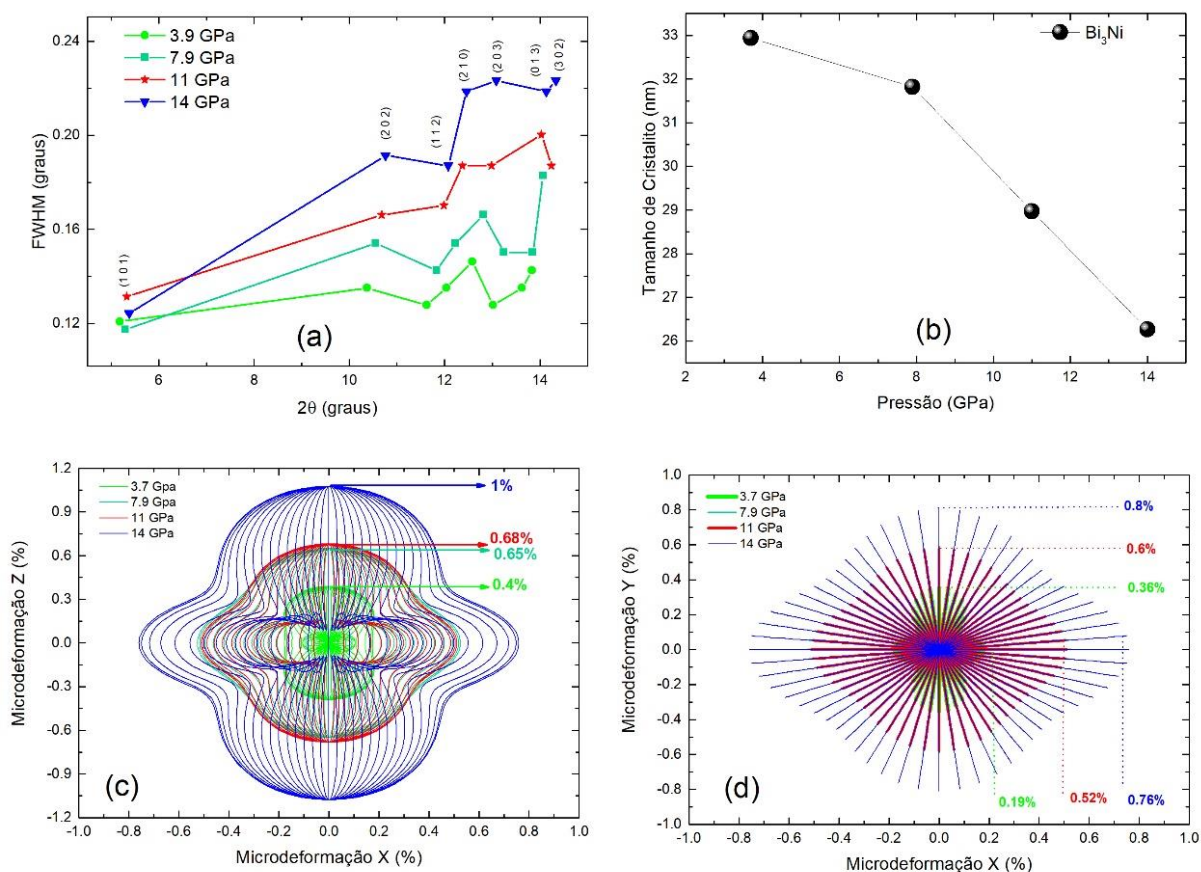 3.9 GPa
7.9 GPa
11 GPa
14 GPa
(1 0 1)
(2 0 2)
(1 1 2)
(2 1 0)
(2 0 3)
(0 1 3)
(3 0 2)
0.24
0.20
0.16
0.12
FWHM (graus)
(a)
6 8 10 12 14
2θ (graus)
Bi₃Ni
33
32
31
30
29
28
27
26
Tamanho de Cristalito (nm)
(b)
2 4 6 8 10 12 14
Pressão (GPa)
3.7 Gpa
7.9 Gpa
11 GPa
14 GPa
1%
0.68%
0.65%
0.4%
1.2
0.9
0.6
0.3
0.0
-0.3
-0.6
-0.9
-1.2
Microdeformação Z (%)
(c)
-1.0 -0.8 -0.6 -0.4 -0.2 0.0 0.2 0.4 0.6 0.8 1.0
Microdeformação X (%)
3.7 GPa
7.9 GPa
11 GPa
14 GPa
0.8%
0.6%
0.36%
0.19%
0.52%
0.76%
1.0
0.8
0.6
0.4
0.2
0.0
-0.2
-0.4
-0.6
-0.8
-1.0
Microdeformação Y (%)
(d)
-1.0 -0.8 -0.6 -0.4 -0.2 0.0 0.2 0.4 0.6 0.8 1.0
Microdeformação X (%)